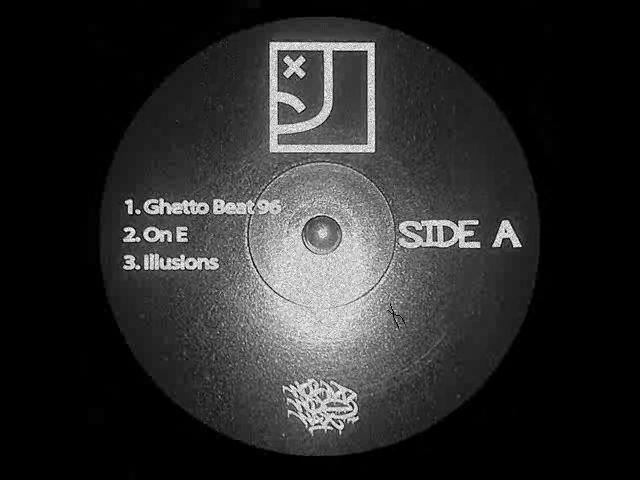 1. Ghetto Beat 96
2. On E
3. Illusions
SIDE A